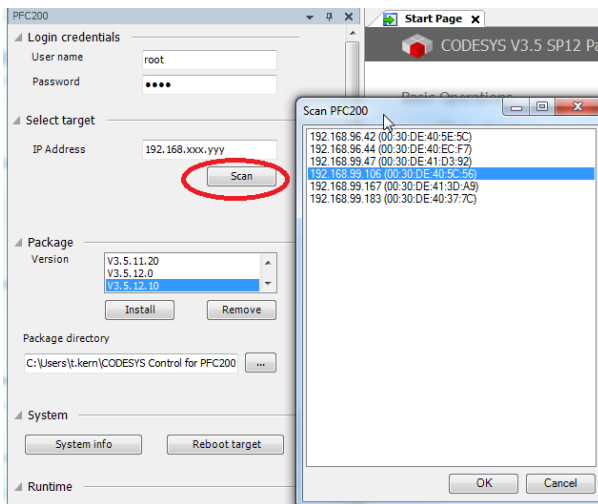 PFC200
Login credentials
User name
root
Password
••••
Select target
IP Address
192.168.xxx.yyy
Scan
Package
Version
V3.5.11.20
V3.5.12.0
V3.5.12.10
Install
Remove
Package directory
C:\Users\t.kern\CODESYS Control for PFC200
...
System
System info
Reboot target
Runtime
Start Page
CODESYS V3.5 SP12
Basic Operations
Scan PFC200
192.168.96.42 (00:30:DE:40:5E:5C)
192.168.96.44 (00:30:DE:40:EC:F7)
192.168.99.47 (00:30:DE:41:D3:92)
192.168.99.106 (00:30:DE:40:5C:56)
192.168.99.167 (00:30:DE:41:3D:A9)
192.168.99.183 (00:30:DE:40:37:7C)
OK
Cancel